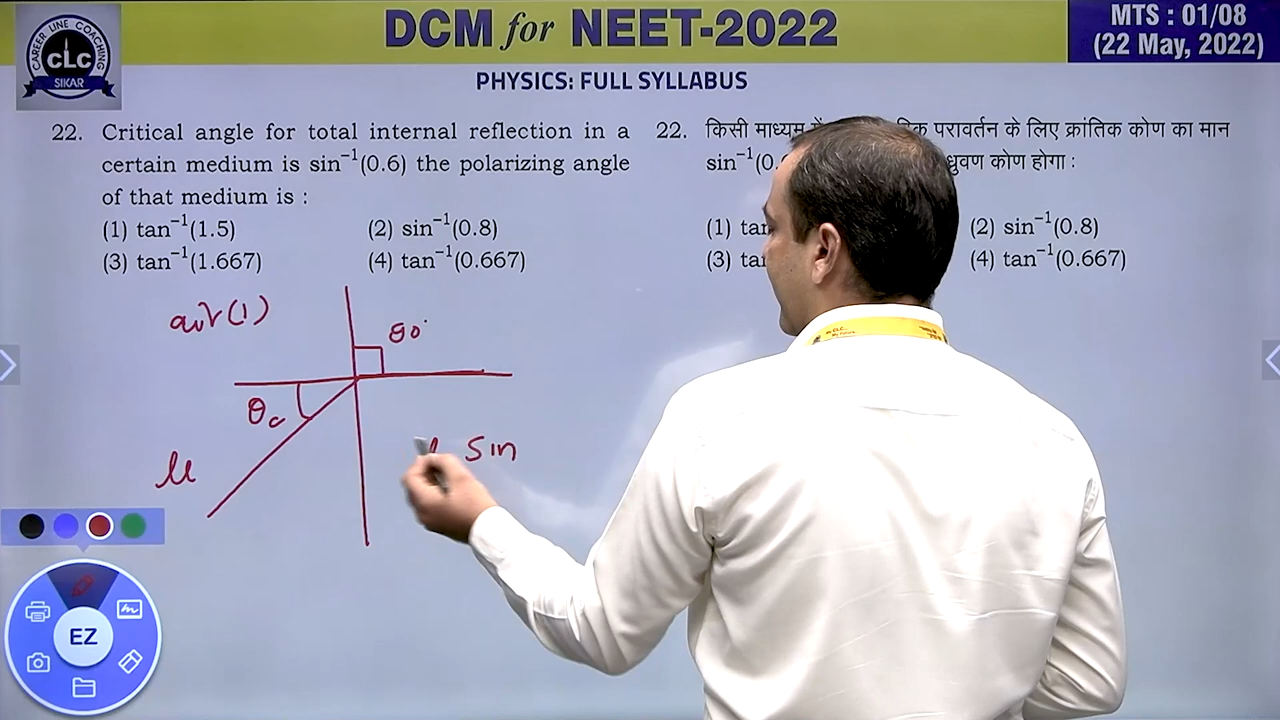 DCM for NEET-2022
MTS : 01/08
(22 May, 2022)
CAREER LINE COACHING
CLC
SIKAR
PHYSICS: FULL SYLLABUS
22. Critical angle for total internal reflection in a
certain medium is sin⁻¹(0.6) the polarizing angle
of that medium is :
(1) tan⁻¹(1.5) (2) sin⁻¹(0.8)
(3) tan⁻¹(1.667) (4) tan⁻¹(0.667)
22. किसी माध्यम परावर्तन के लिए क्रांतिक कोण का मान
sin⁻¹(0. ध्रुवण कोण होगा :
(1) tan (2) sin⁻¹(0.8)
(3) tan (4) tan⁻¹(0.667)
air (1)
90°
θc
μ
sin
EZ